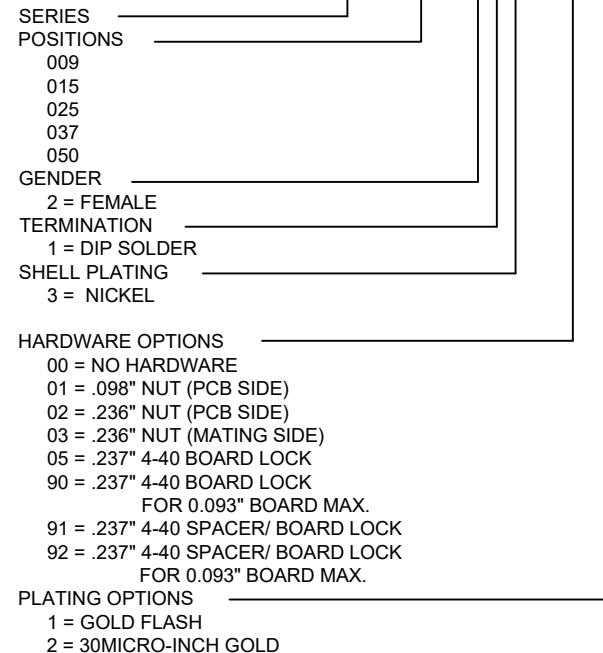 SERIES
POSITIONS
009
015
025
037
050
GENDER
2 = FEMALE
TERMINATION
1 = DIP SOLDER
SHELL PLATING
3 = NICKEL
HARDWARE OPTIONS
00 = NO HARDWARE
01 = .098" NUT (PCB SIDE)
02 = .236" NUT (PCB SIDE)
03 = .236" NUT (MATING SIDE)
05 = .237" 4-40 BOARD LOCK
90 = .237" 4-40 BOARD LOCK
FOR 0.093" BOARD MAX.
91 = .237" 4-40 SPACER/ BOARD LOCK
92 = .237" 4-40 SPACER/ BOARD LOCK
FOR 0.093" BOARD MAX.
PLATING OPTIONS
1 = GOLD FLASH
2 = 30MICRO-INCH GOLD